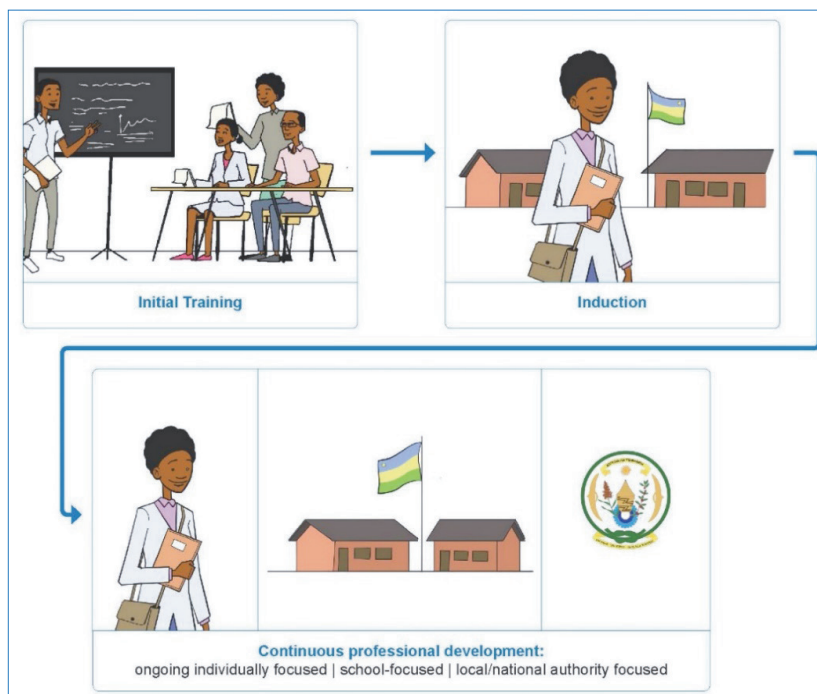 Initial Training
Induction
Continuous professional development:
ongoing individually focused | school-focused | local/national authority focused